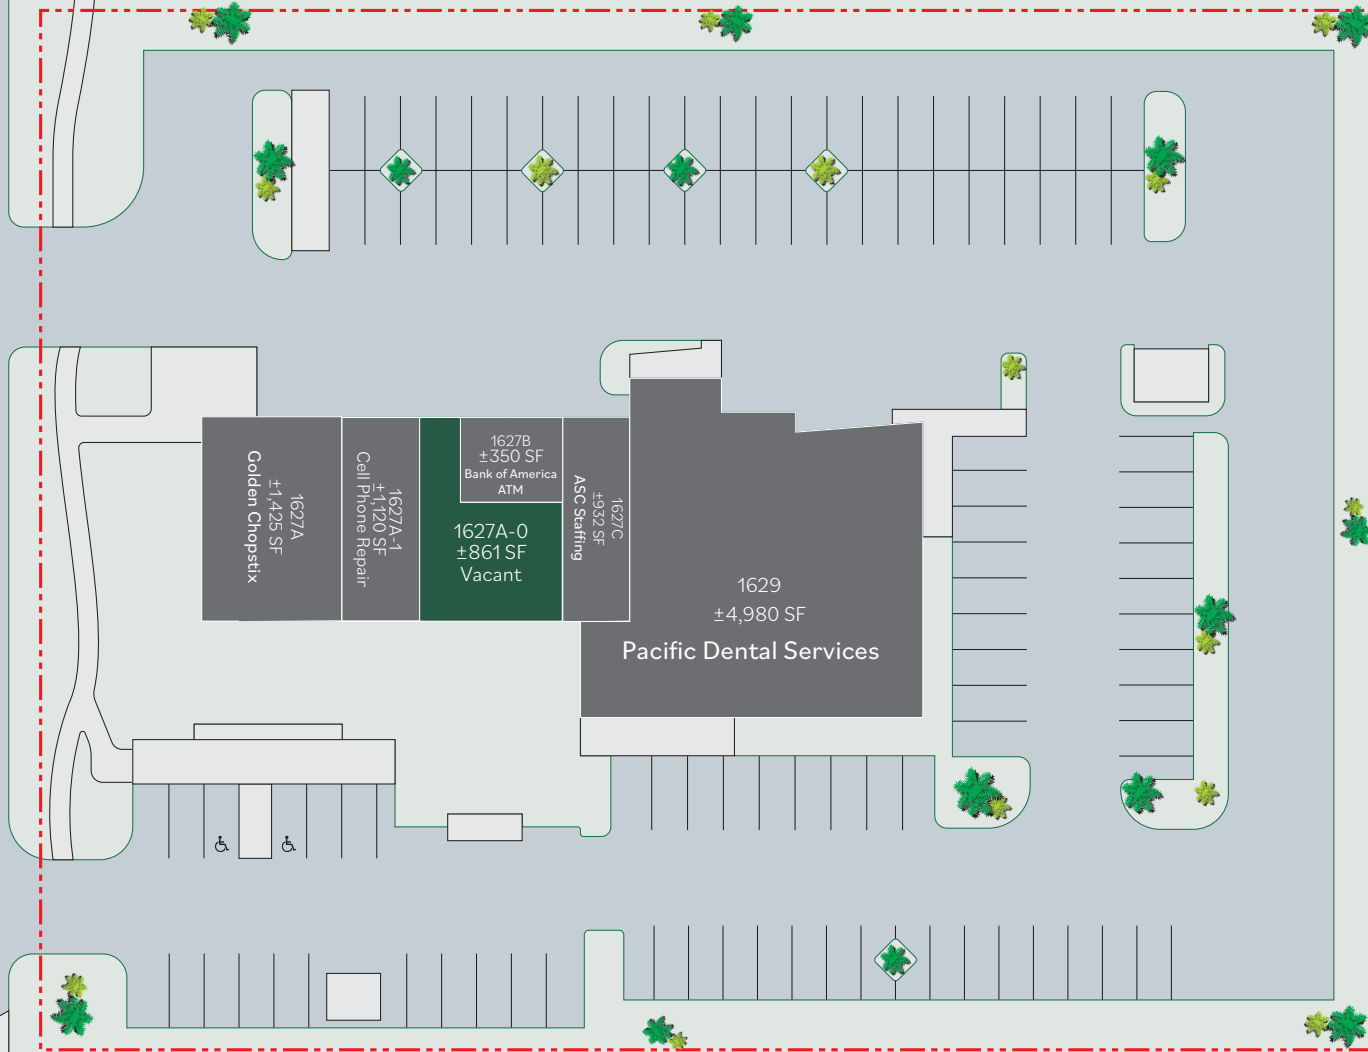 1627A
±1,425 SF
Golden Chopstix
1627A-1
±1,120 SF
Cell Phone Repair
1627B
±350 SF
Bank of America
ATM
1627A-0
±861 SF
Vacant
1627C
±932 SF
ASC Staffing
1629
±4,980 SF
Pacific Dental Services